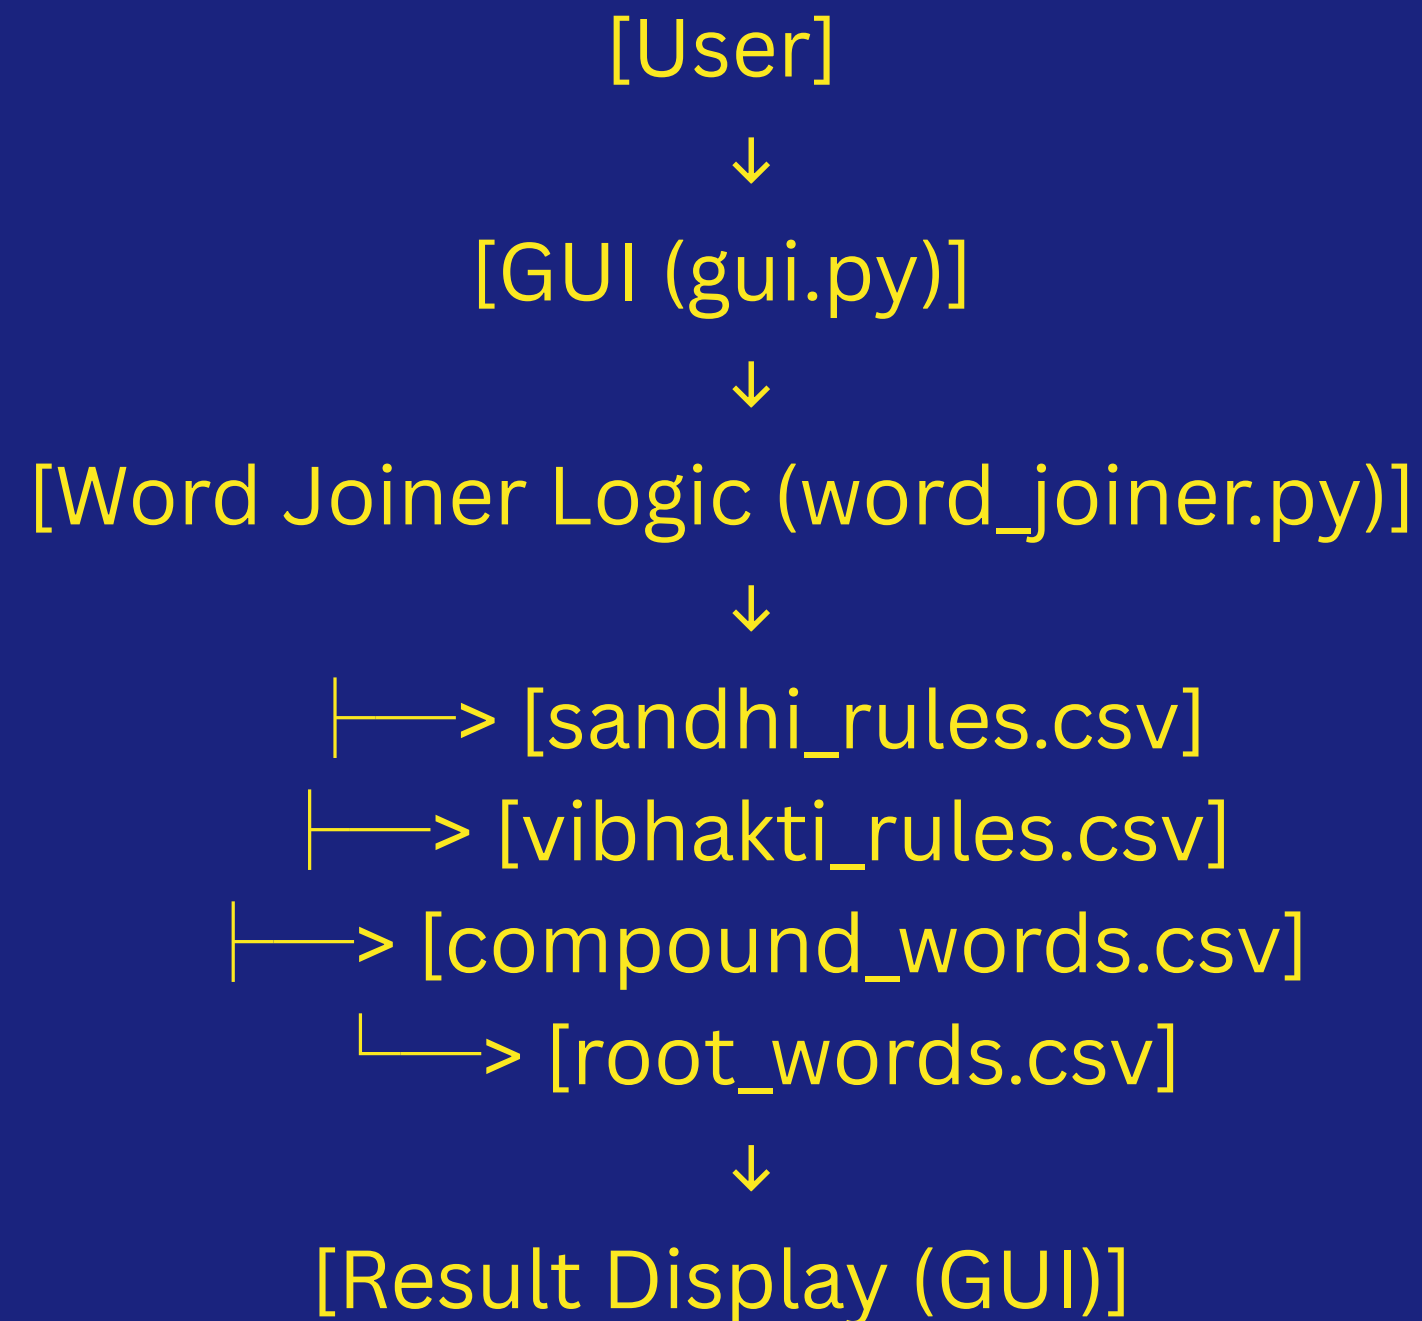 [User]
↓
[GUI (gui.py)]
↓
[Word Joiner Logic (word_joiner.py)]
↓
├──> [sandhi_rules.csv]
├───> [vibhakti_rules.csv]
├───> [compound_words.csv]
└───> [root_words.csv]
↓
[Result Display (GUI)]